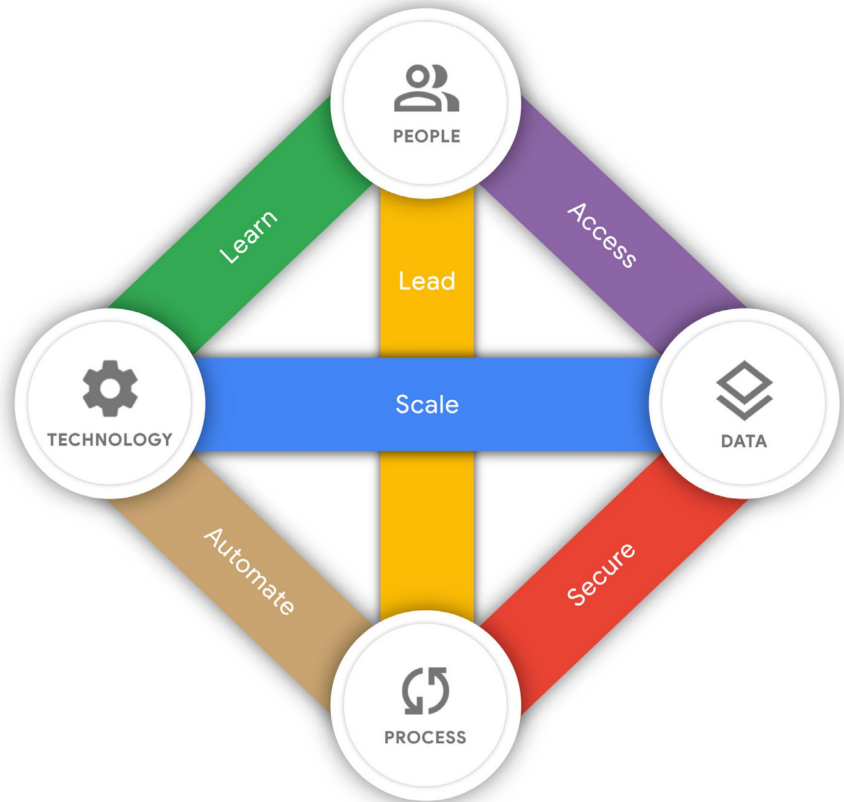 PEOPLE
Learn
Access
Lead
TECHNOLOGY
Scale
DATA
Automate
Secure
PROCESS